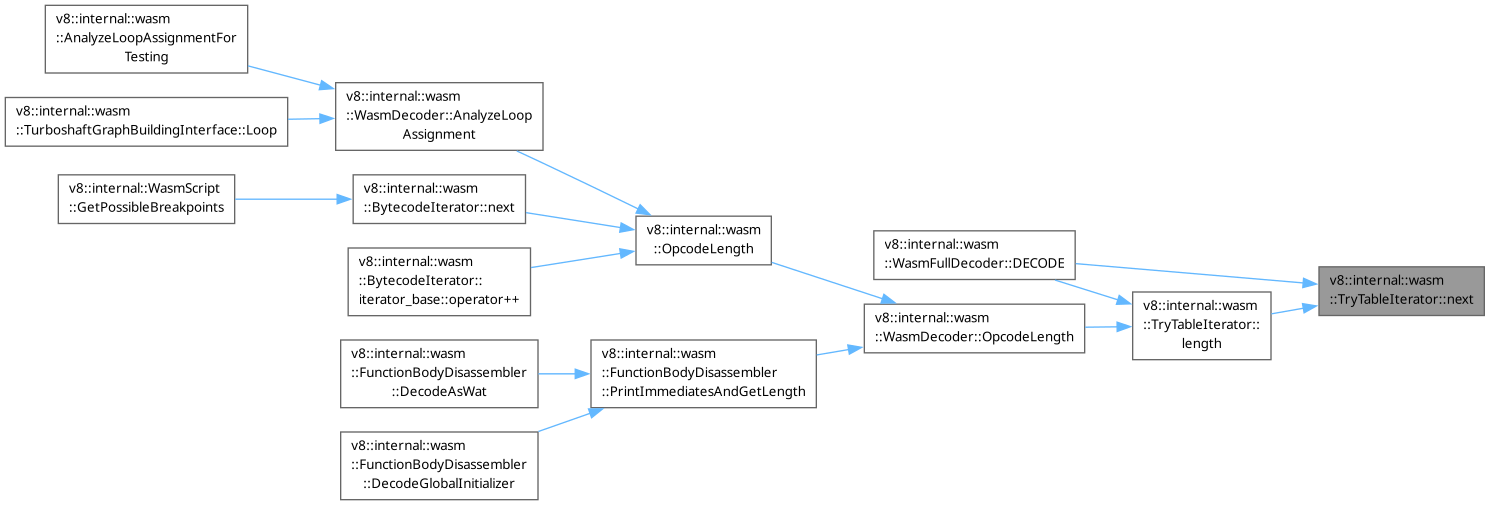 v8::internal::wasm
::AnalyzeLoopAssignmentFor
Testing
v8::internal::wasm
::TurboshaftGraphBuildingInterface::Loop
v8::internal::wasm
::WasmDecoder::AnalyzeLoop
Assignment
v8::internal::WasmScript
::GetPossibleBreakpoints
v8::internal::wasm
::BytecodeIterator::next
v8::internal::wasm
::BytecodeIterator::
iterator_base::operator++
v8::internal::wasm
::OpcodeLength
v8::internal::wasm
::FunctionBodyDisassembler
::DecodeAsWat
v8::internal::wasm
::FunctionBodyDisassembler
::DecodeGlobalInitializer
v8::internal::wasm
::FunctionBodyDisassembler
::PrintImmediatesAndGetLength
v8::internal::wasm
::WasmFullDecoder::DECODE
v8::internal::wasm
::WasmDecoder::OpcodeLength
v8::internal::wasm
::TryTableIterator::
length
v8::internal::wasm
::TryTableIterator::next